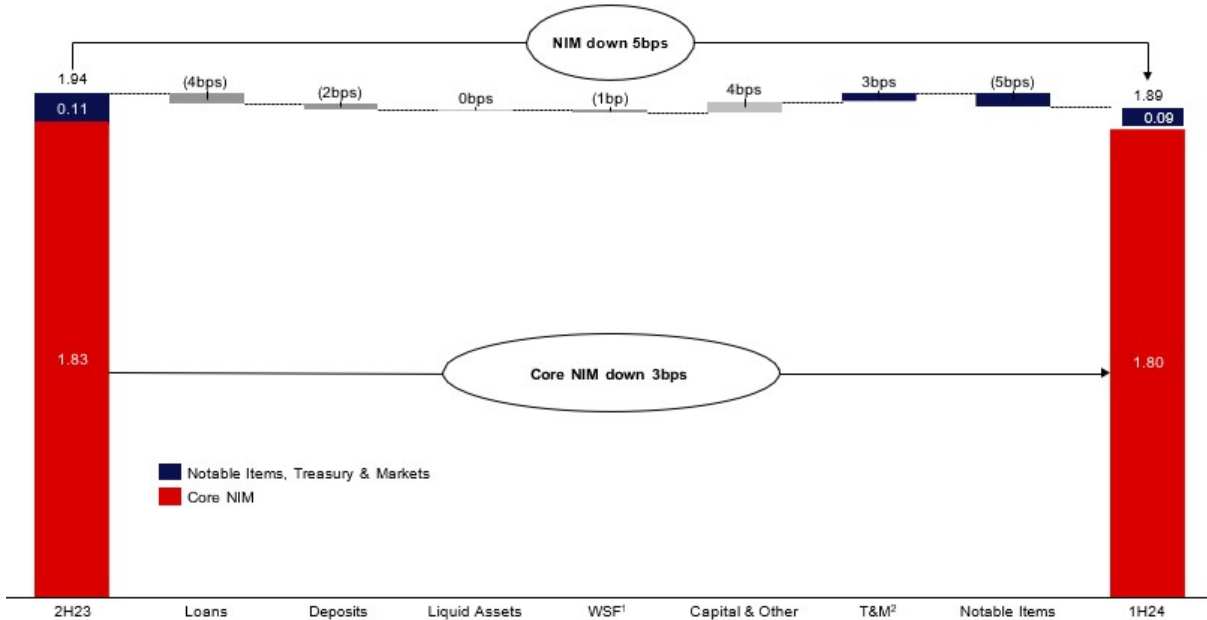 NIM down 5bps
1.94
(4bps)
(2bps)
0bps
(1bp)
4bps
3bps
(5bps)
1.89
0.11
0.09
1.83
Core NIM down 3bps
1.80
Notable Items, Treasury & Markets
Core NIM
2H23
Loans
Deposits
Liquid Assets
WSF¹
Capital & Other
T&M²
Notable Items
1H24